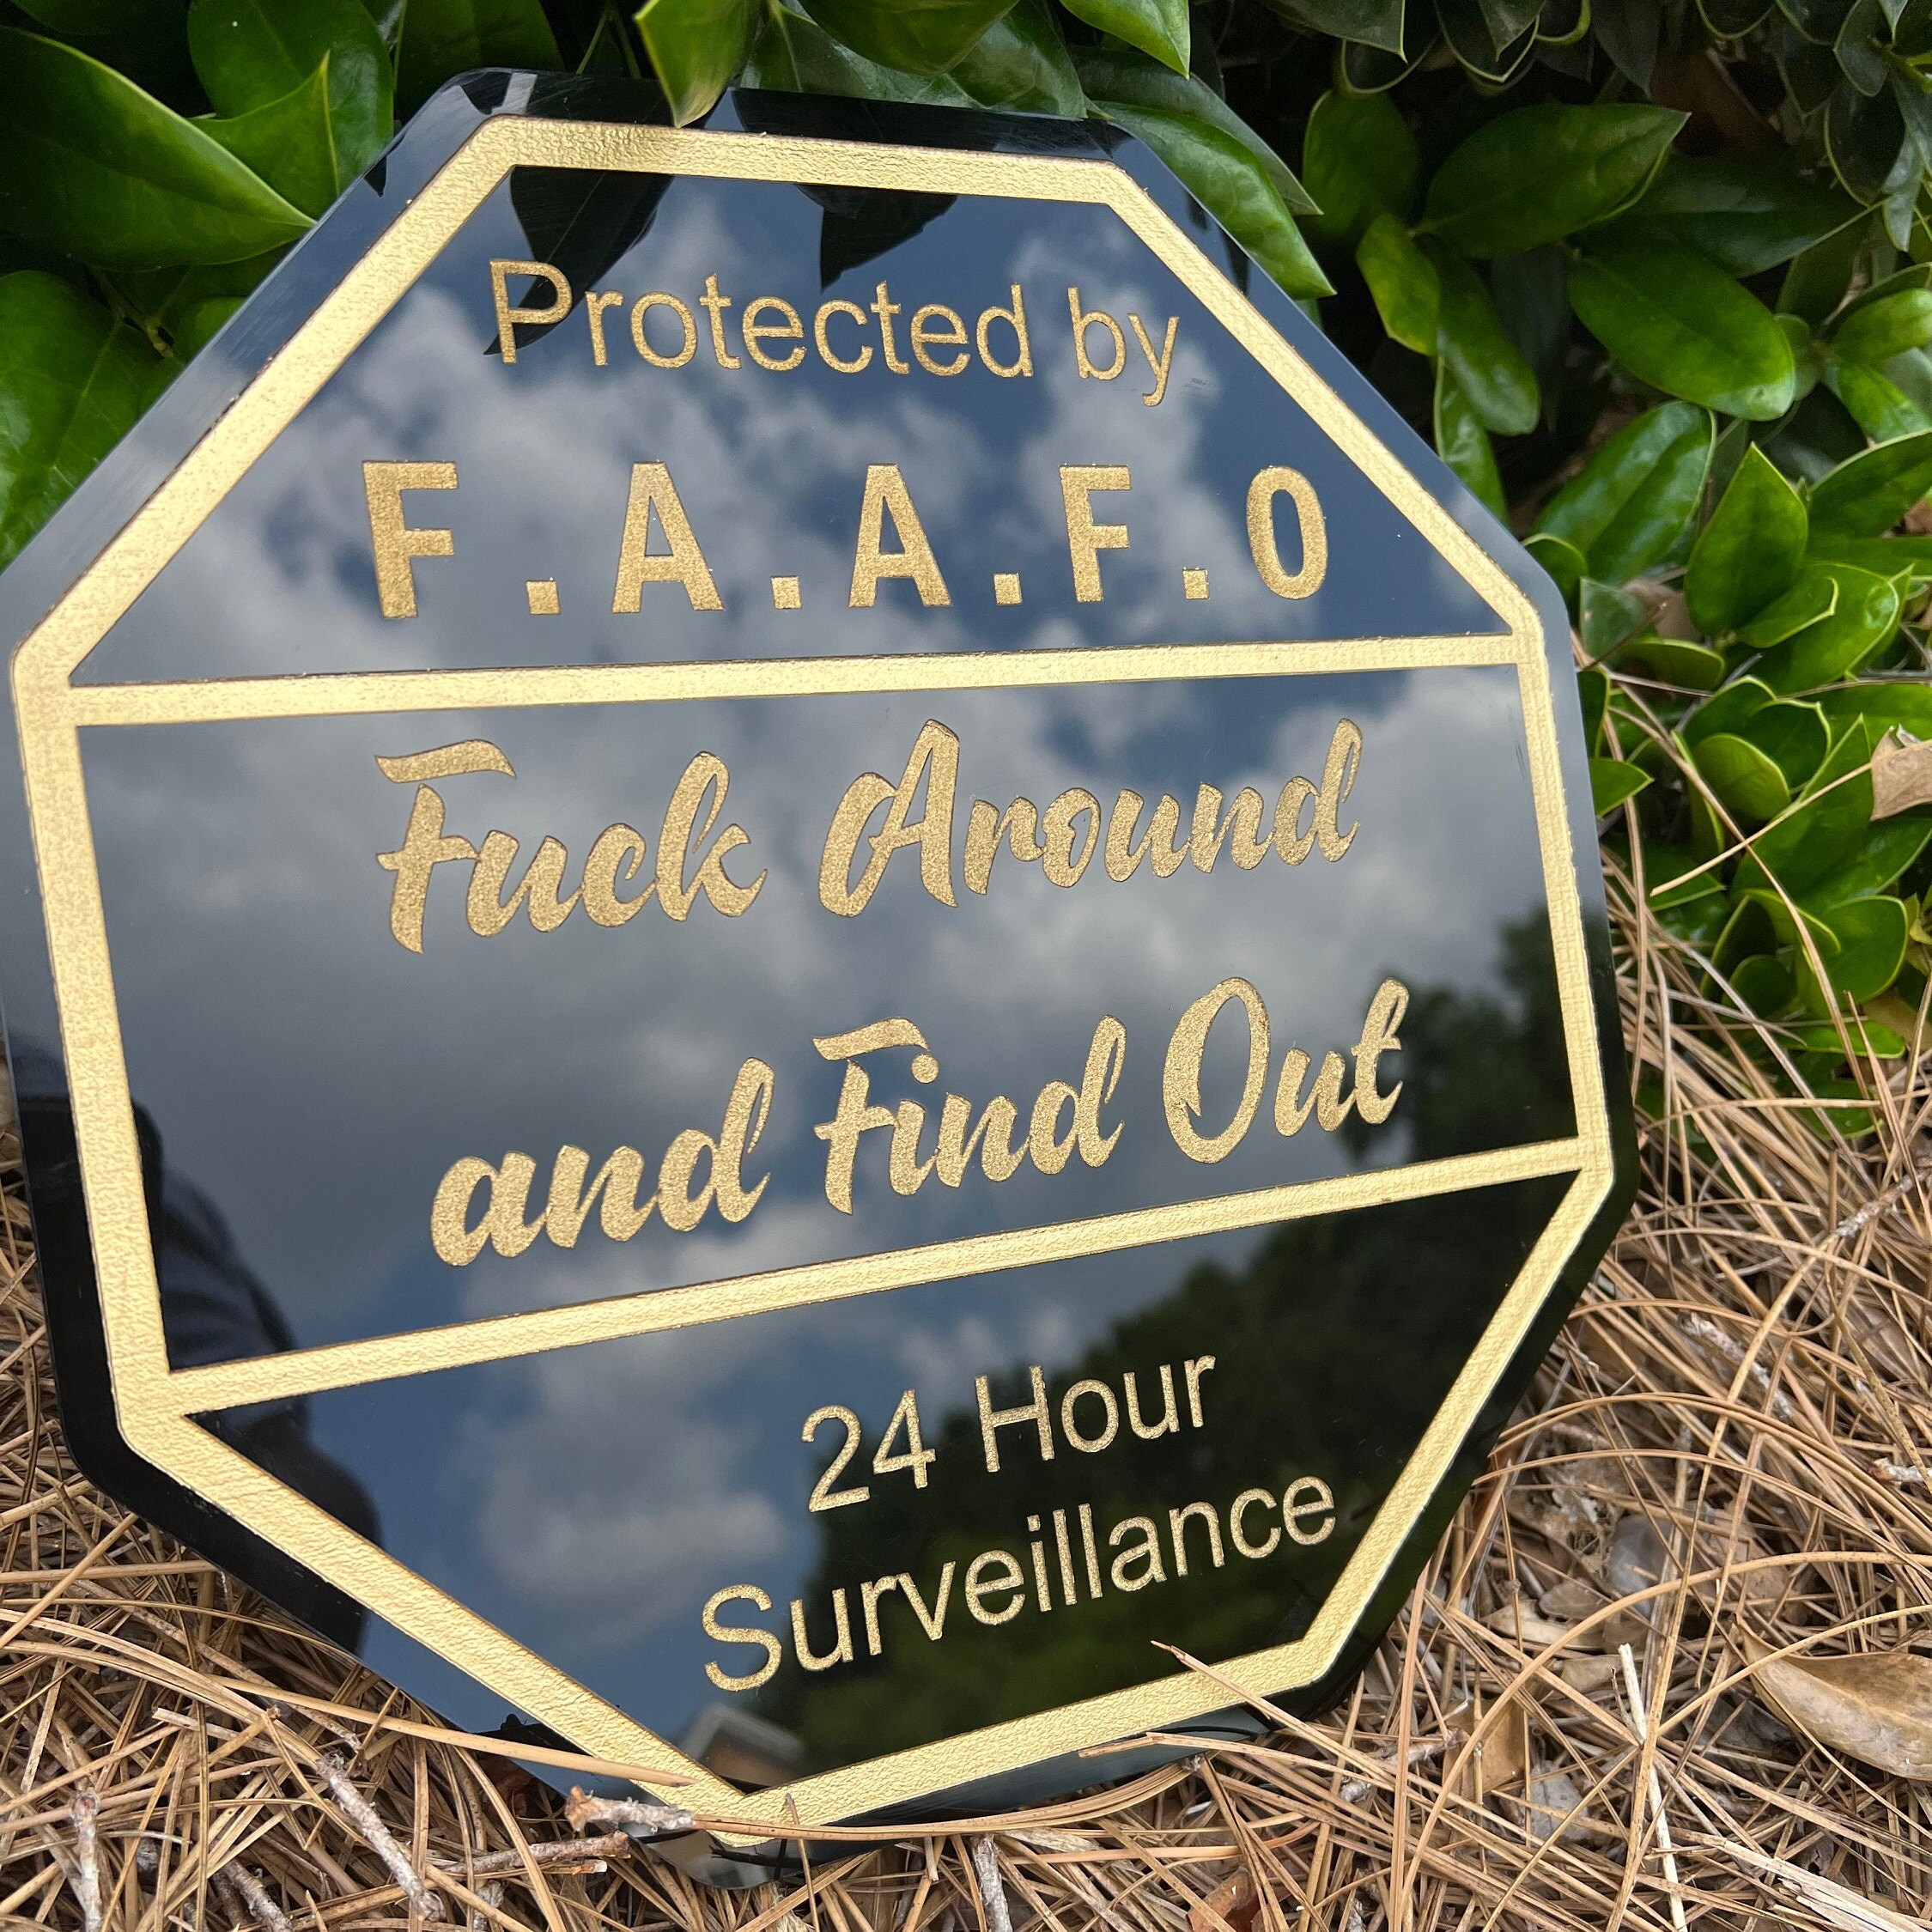 Protected by
F.A.A.F.O
Fuck Around
and Find Out
24 Hour
Surveillance